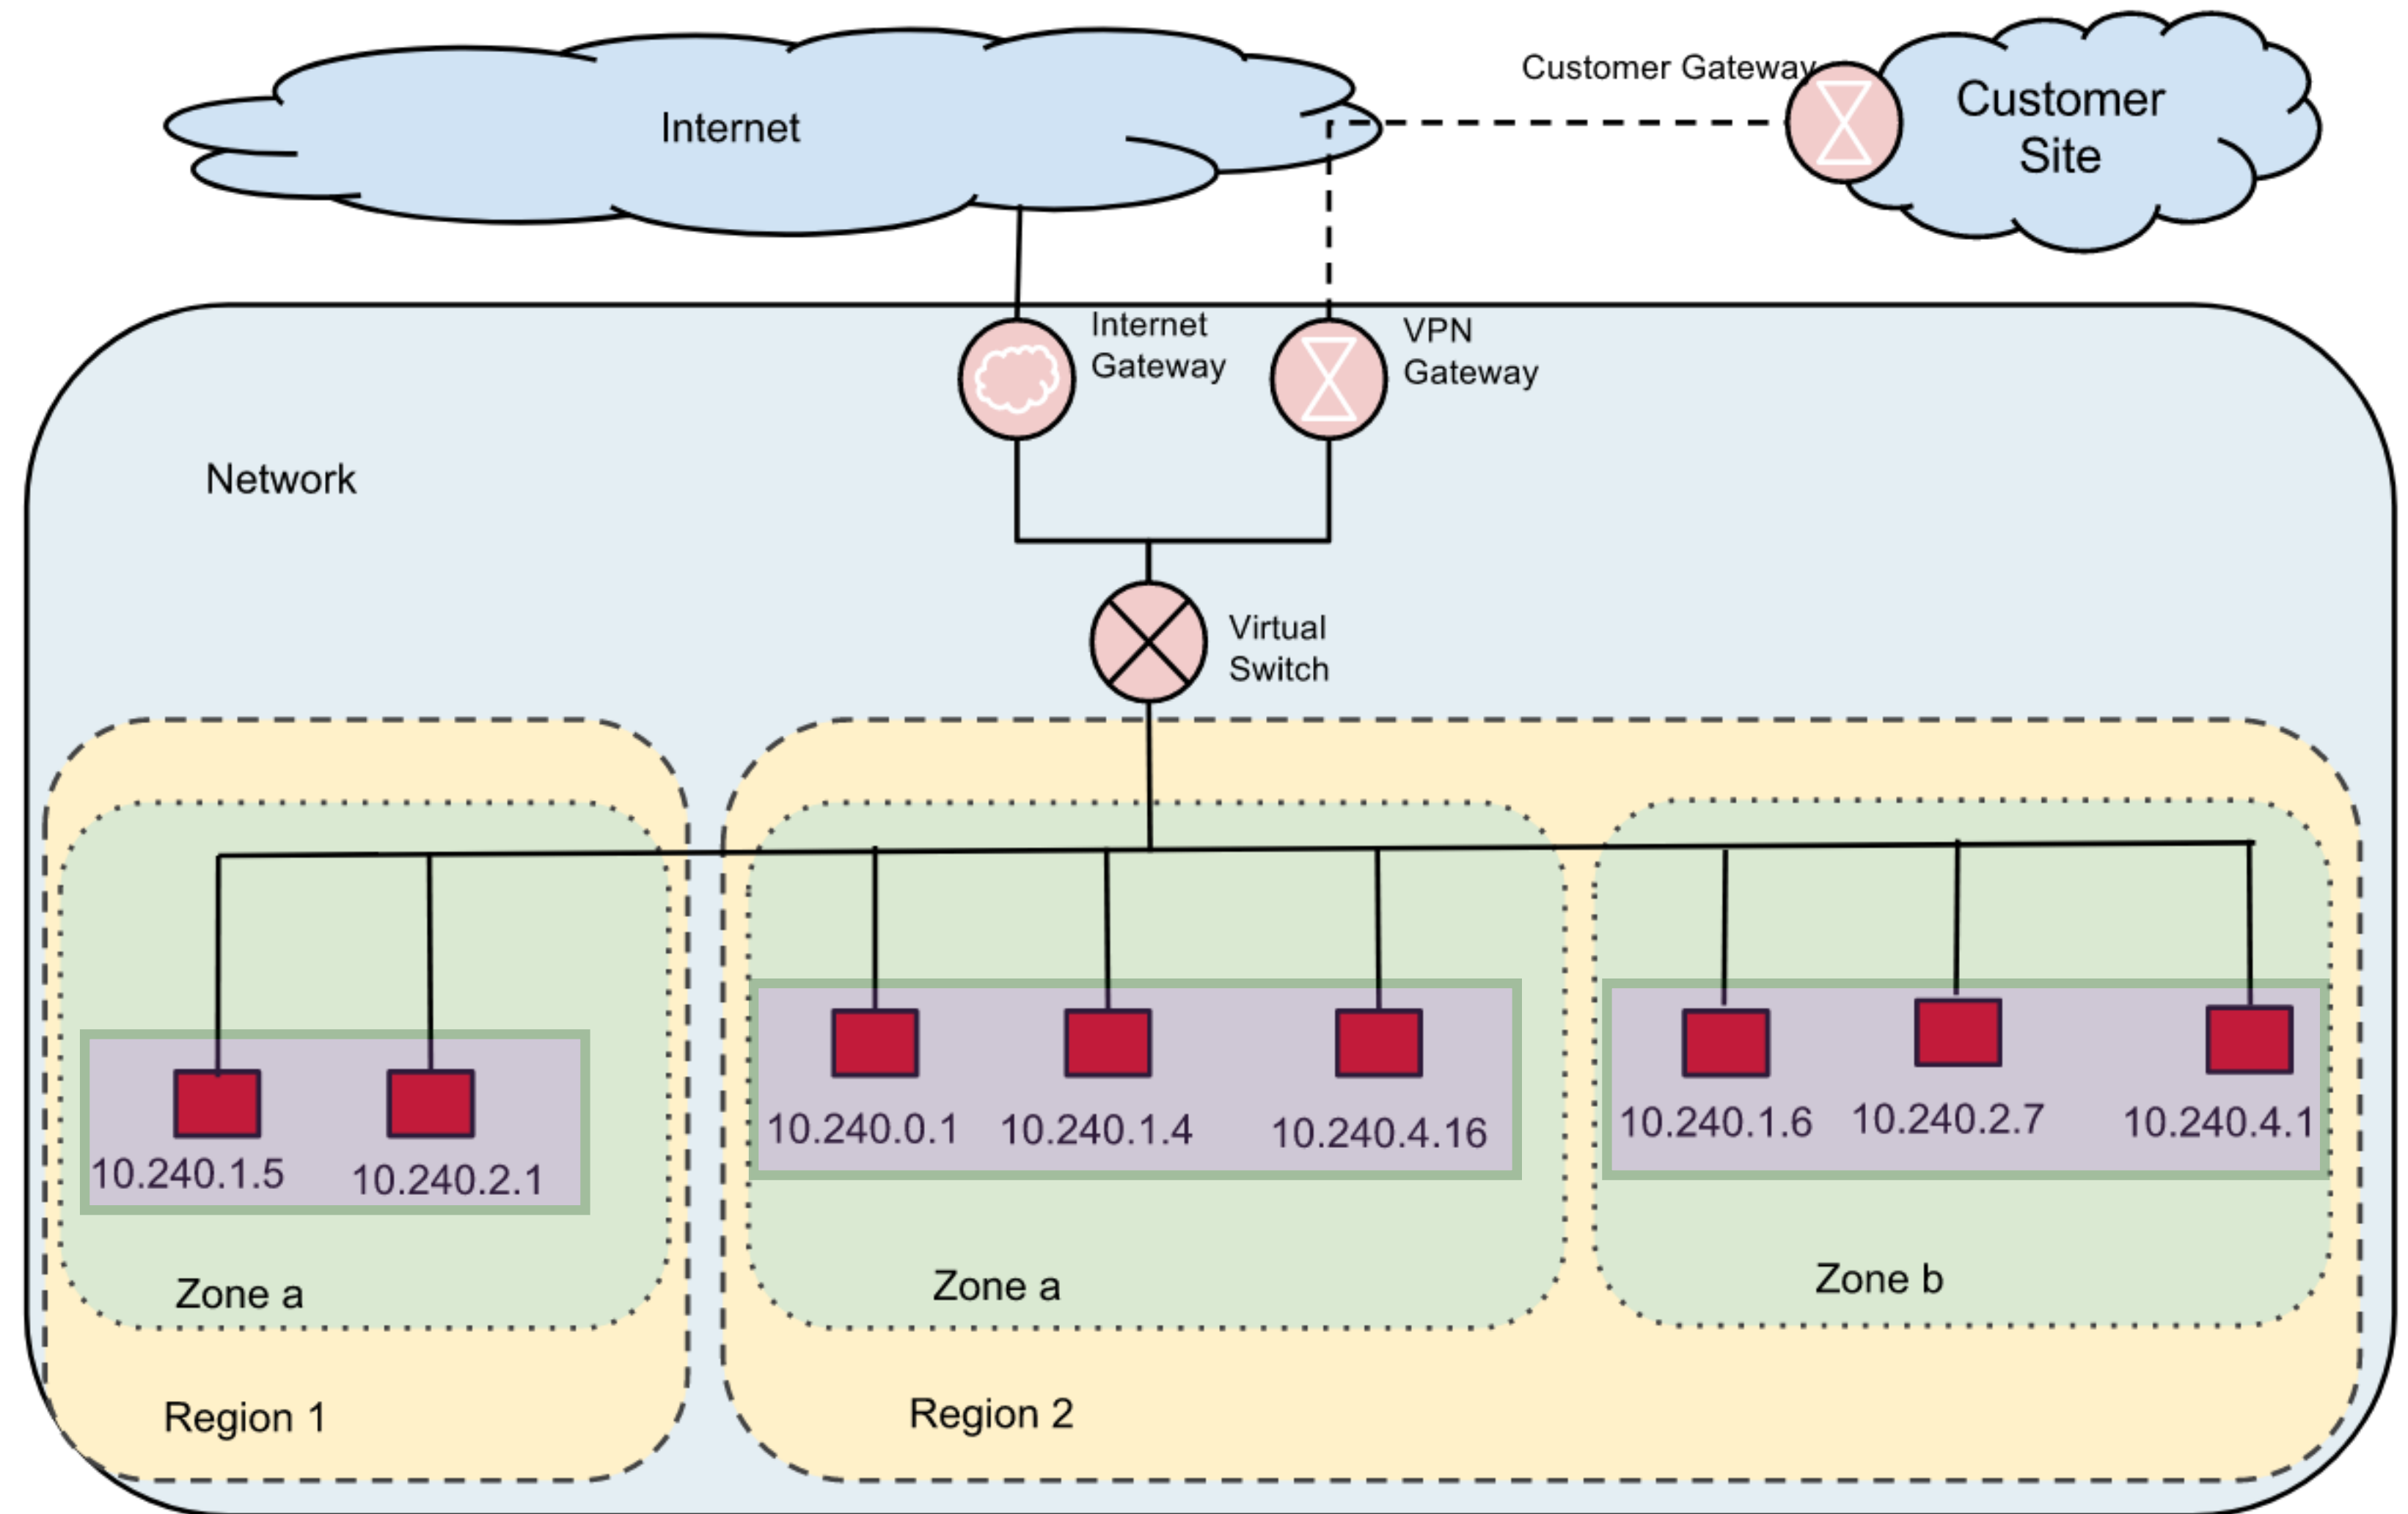 Internet
Customer Gateway
Customer
Site
Internet
Gateway
VPN
Gateway
Network
Virtual
Switch
10.240.1.5
10.240.2.1
10.240.0.1
10.240.1.4
10.240.4.16
10.240.1.6
10.240.2.7
10.240.4.1
Zone a
Zone a
Zone b
Region 1
Region 2